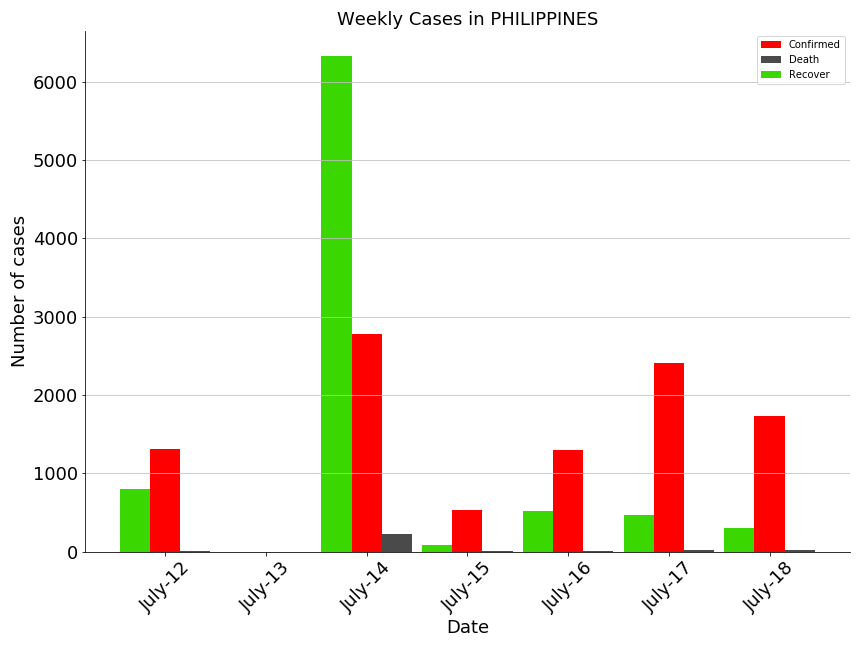 Weekly Cases in PHILIPPINES
Confirmed
Death
Recover
Number of cases
6000
5000
4000
3000
2000
1000
0
July-12
July-13
July-14
July-15
July-16
July-17
July-18
Date